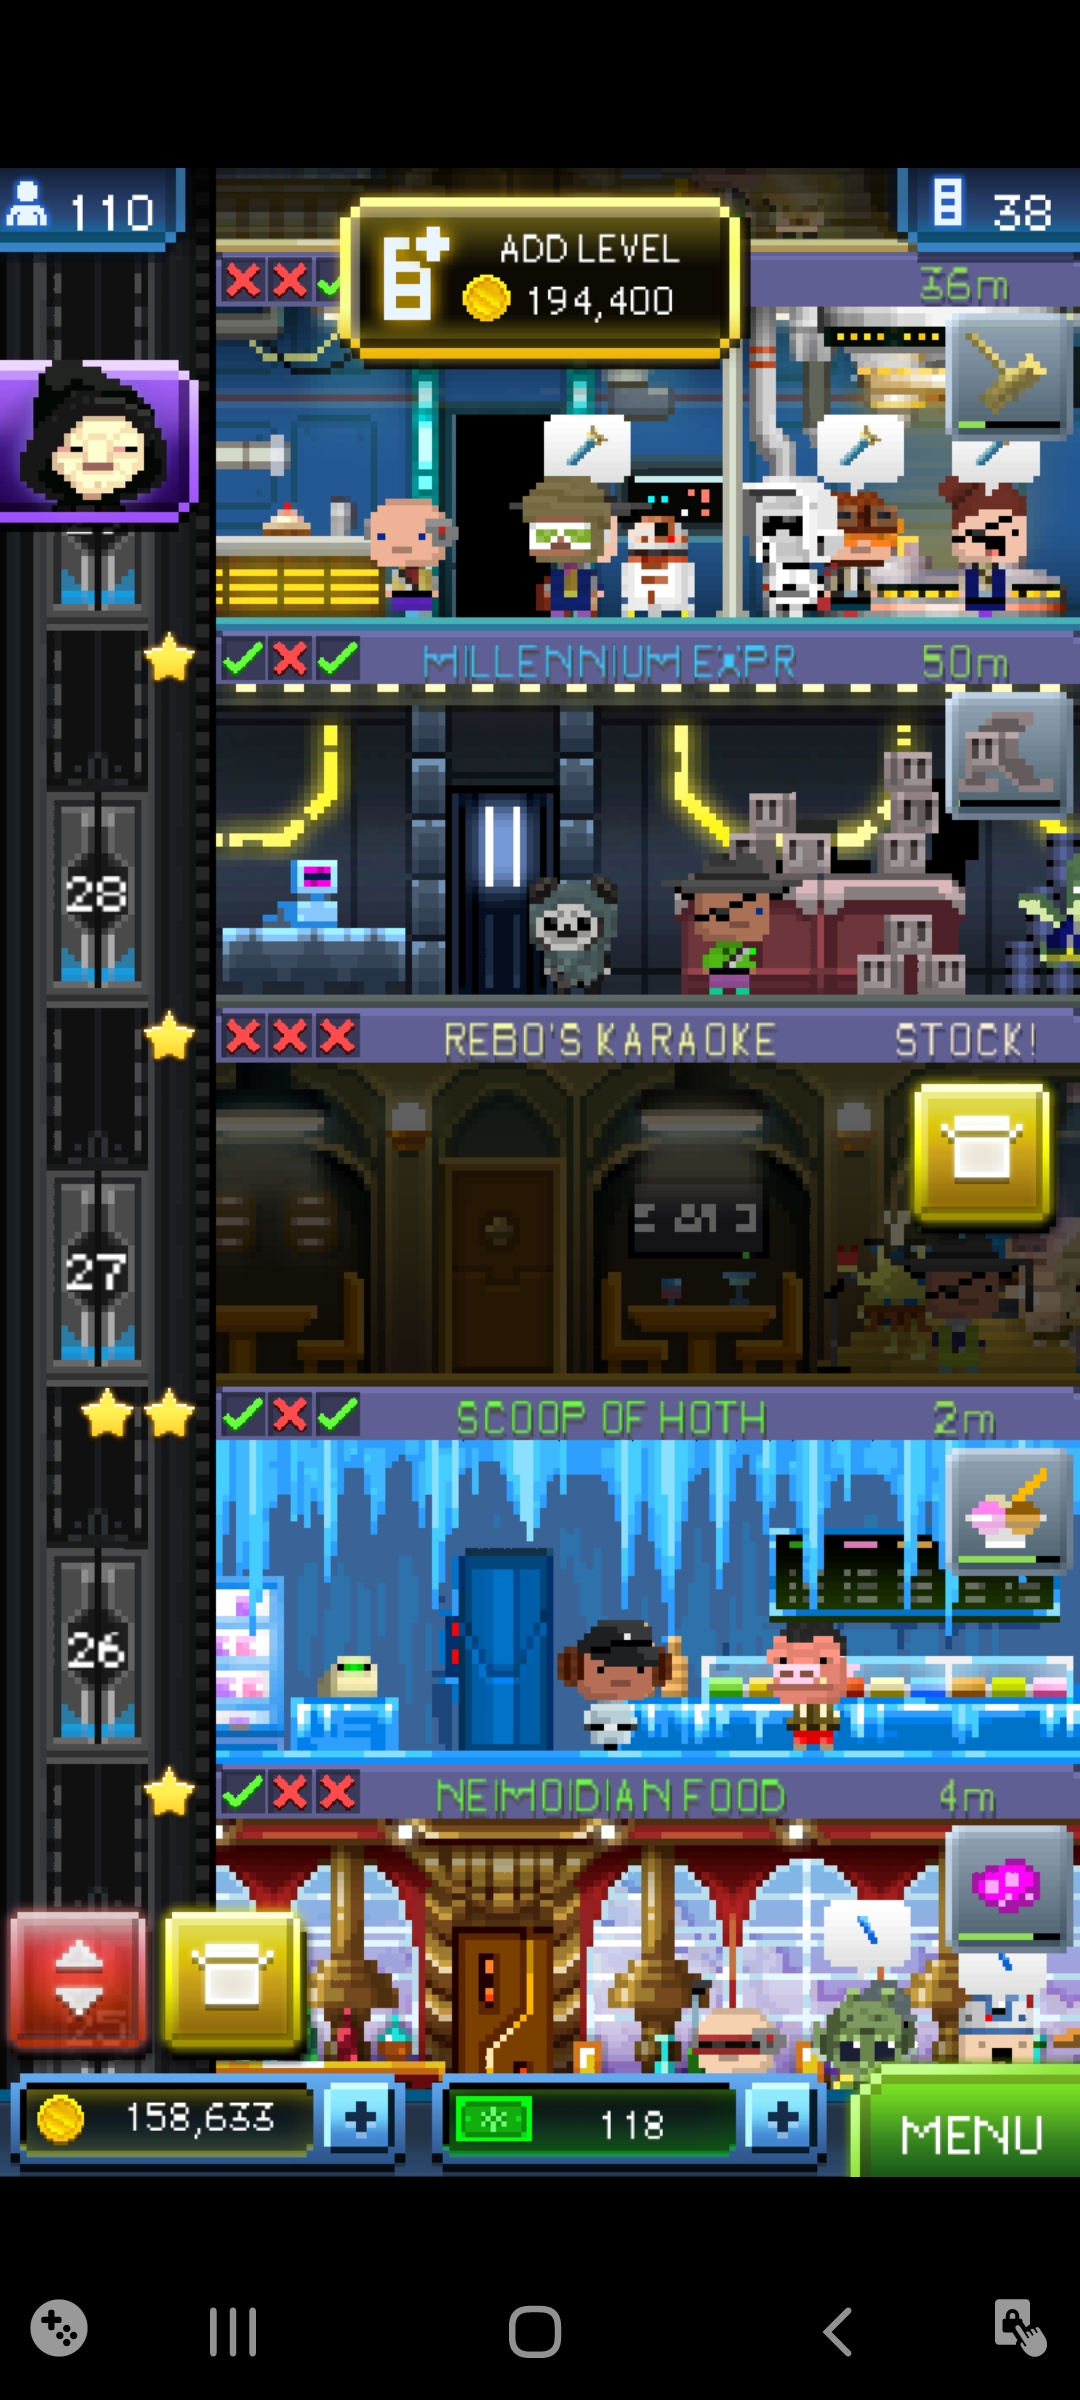 110
ADD LEVEL
194,400
38
36m
MILLENNIUM EXPR
50m
28
REBO'S KARAOKE
STOCK!
27
SCOOP OF HOTH
2m
26
NEIMOIDIAN FOOD
4m
25
158,633
118
MENU